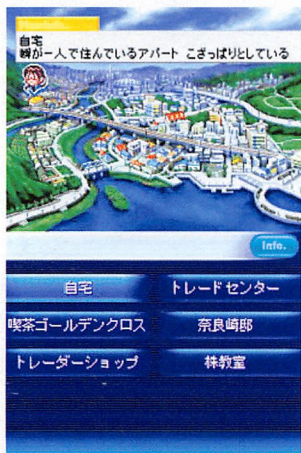 自宅
瞬が一人で住んでいるアパート こざっぱりとしている
Info.
自宅
トレードセンター
喫茶ゴールデンクロス
奈良崎邸
トレーダーショップ
株教室